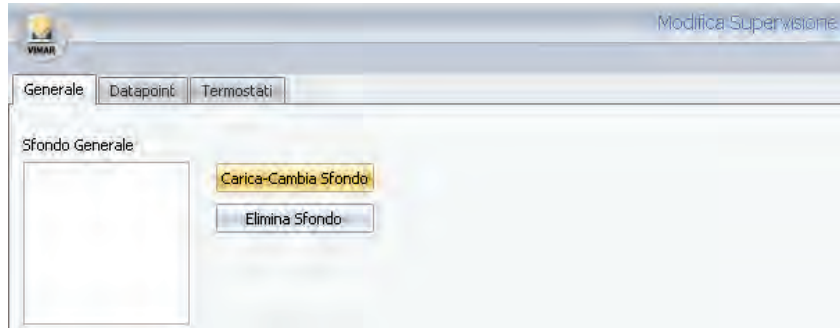 Modifica Supervisione
VIMAR
Generale
Datapoint
Termostati
Sfondo Generale
Carica-Cambia Sfondo
Elimina Sfondo